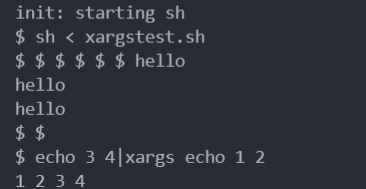 init: starting sh
$ sh < xargstest.sh
$ $ $ $ $ $ hello
hello
hello
$ $
$ echo 3 4|xargs echo 1 2
1 2 3 4